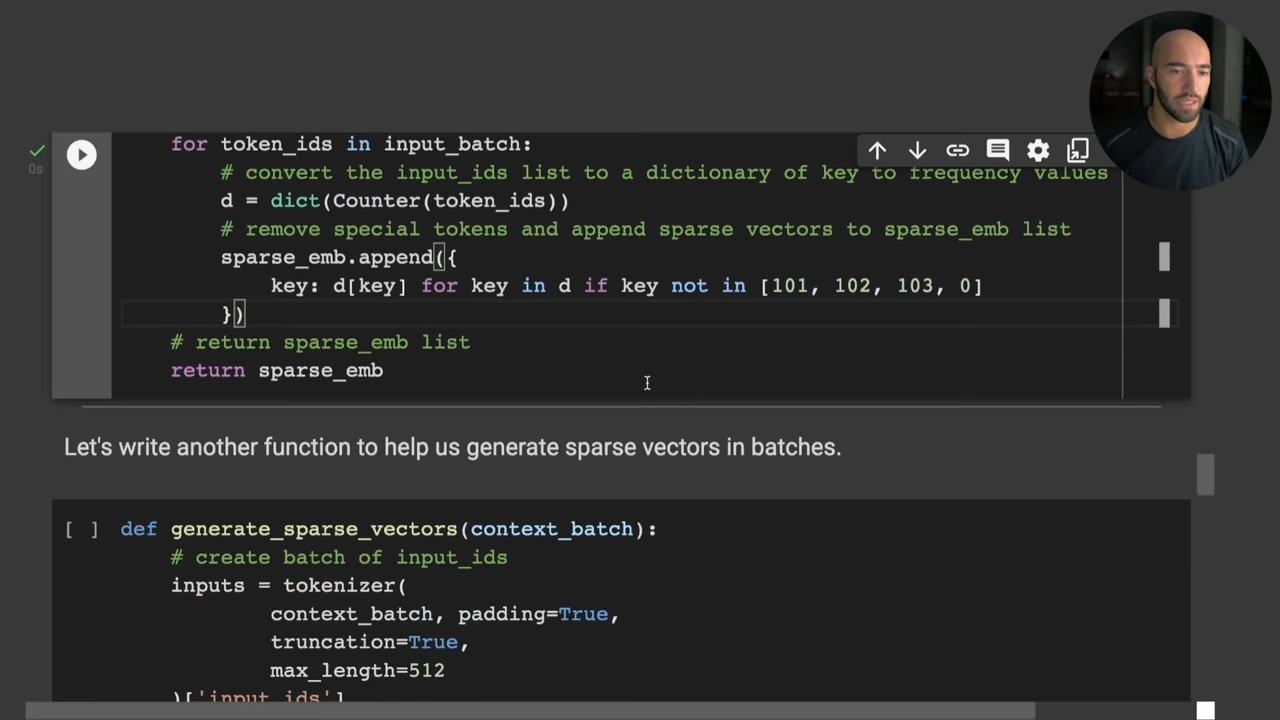 for token_ids in input_batch:
# convert the input_ids list to a dictionary of key to frequency values
0s
d = dict(Counter(token_ids))
# remove special tokens and append sparse vectors to sparse_emb list
sparse_emb.append({
key: d[key] for key in d if key not in [101, 102, 103, 0]
})
# return sparse_emb list
return sparse_emb
Let's write another function to help us generate sparse vectors in batches.
[ ] def generate_sparse_vectors(context_batch):
# create batch of input_ids
inputs = tokenizer(
context_batch, padding=True,
truncation=True,
max_length=512
)['input_ids']